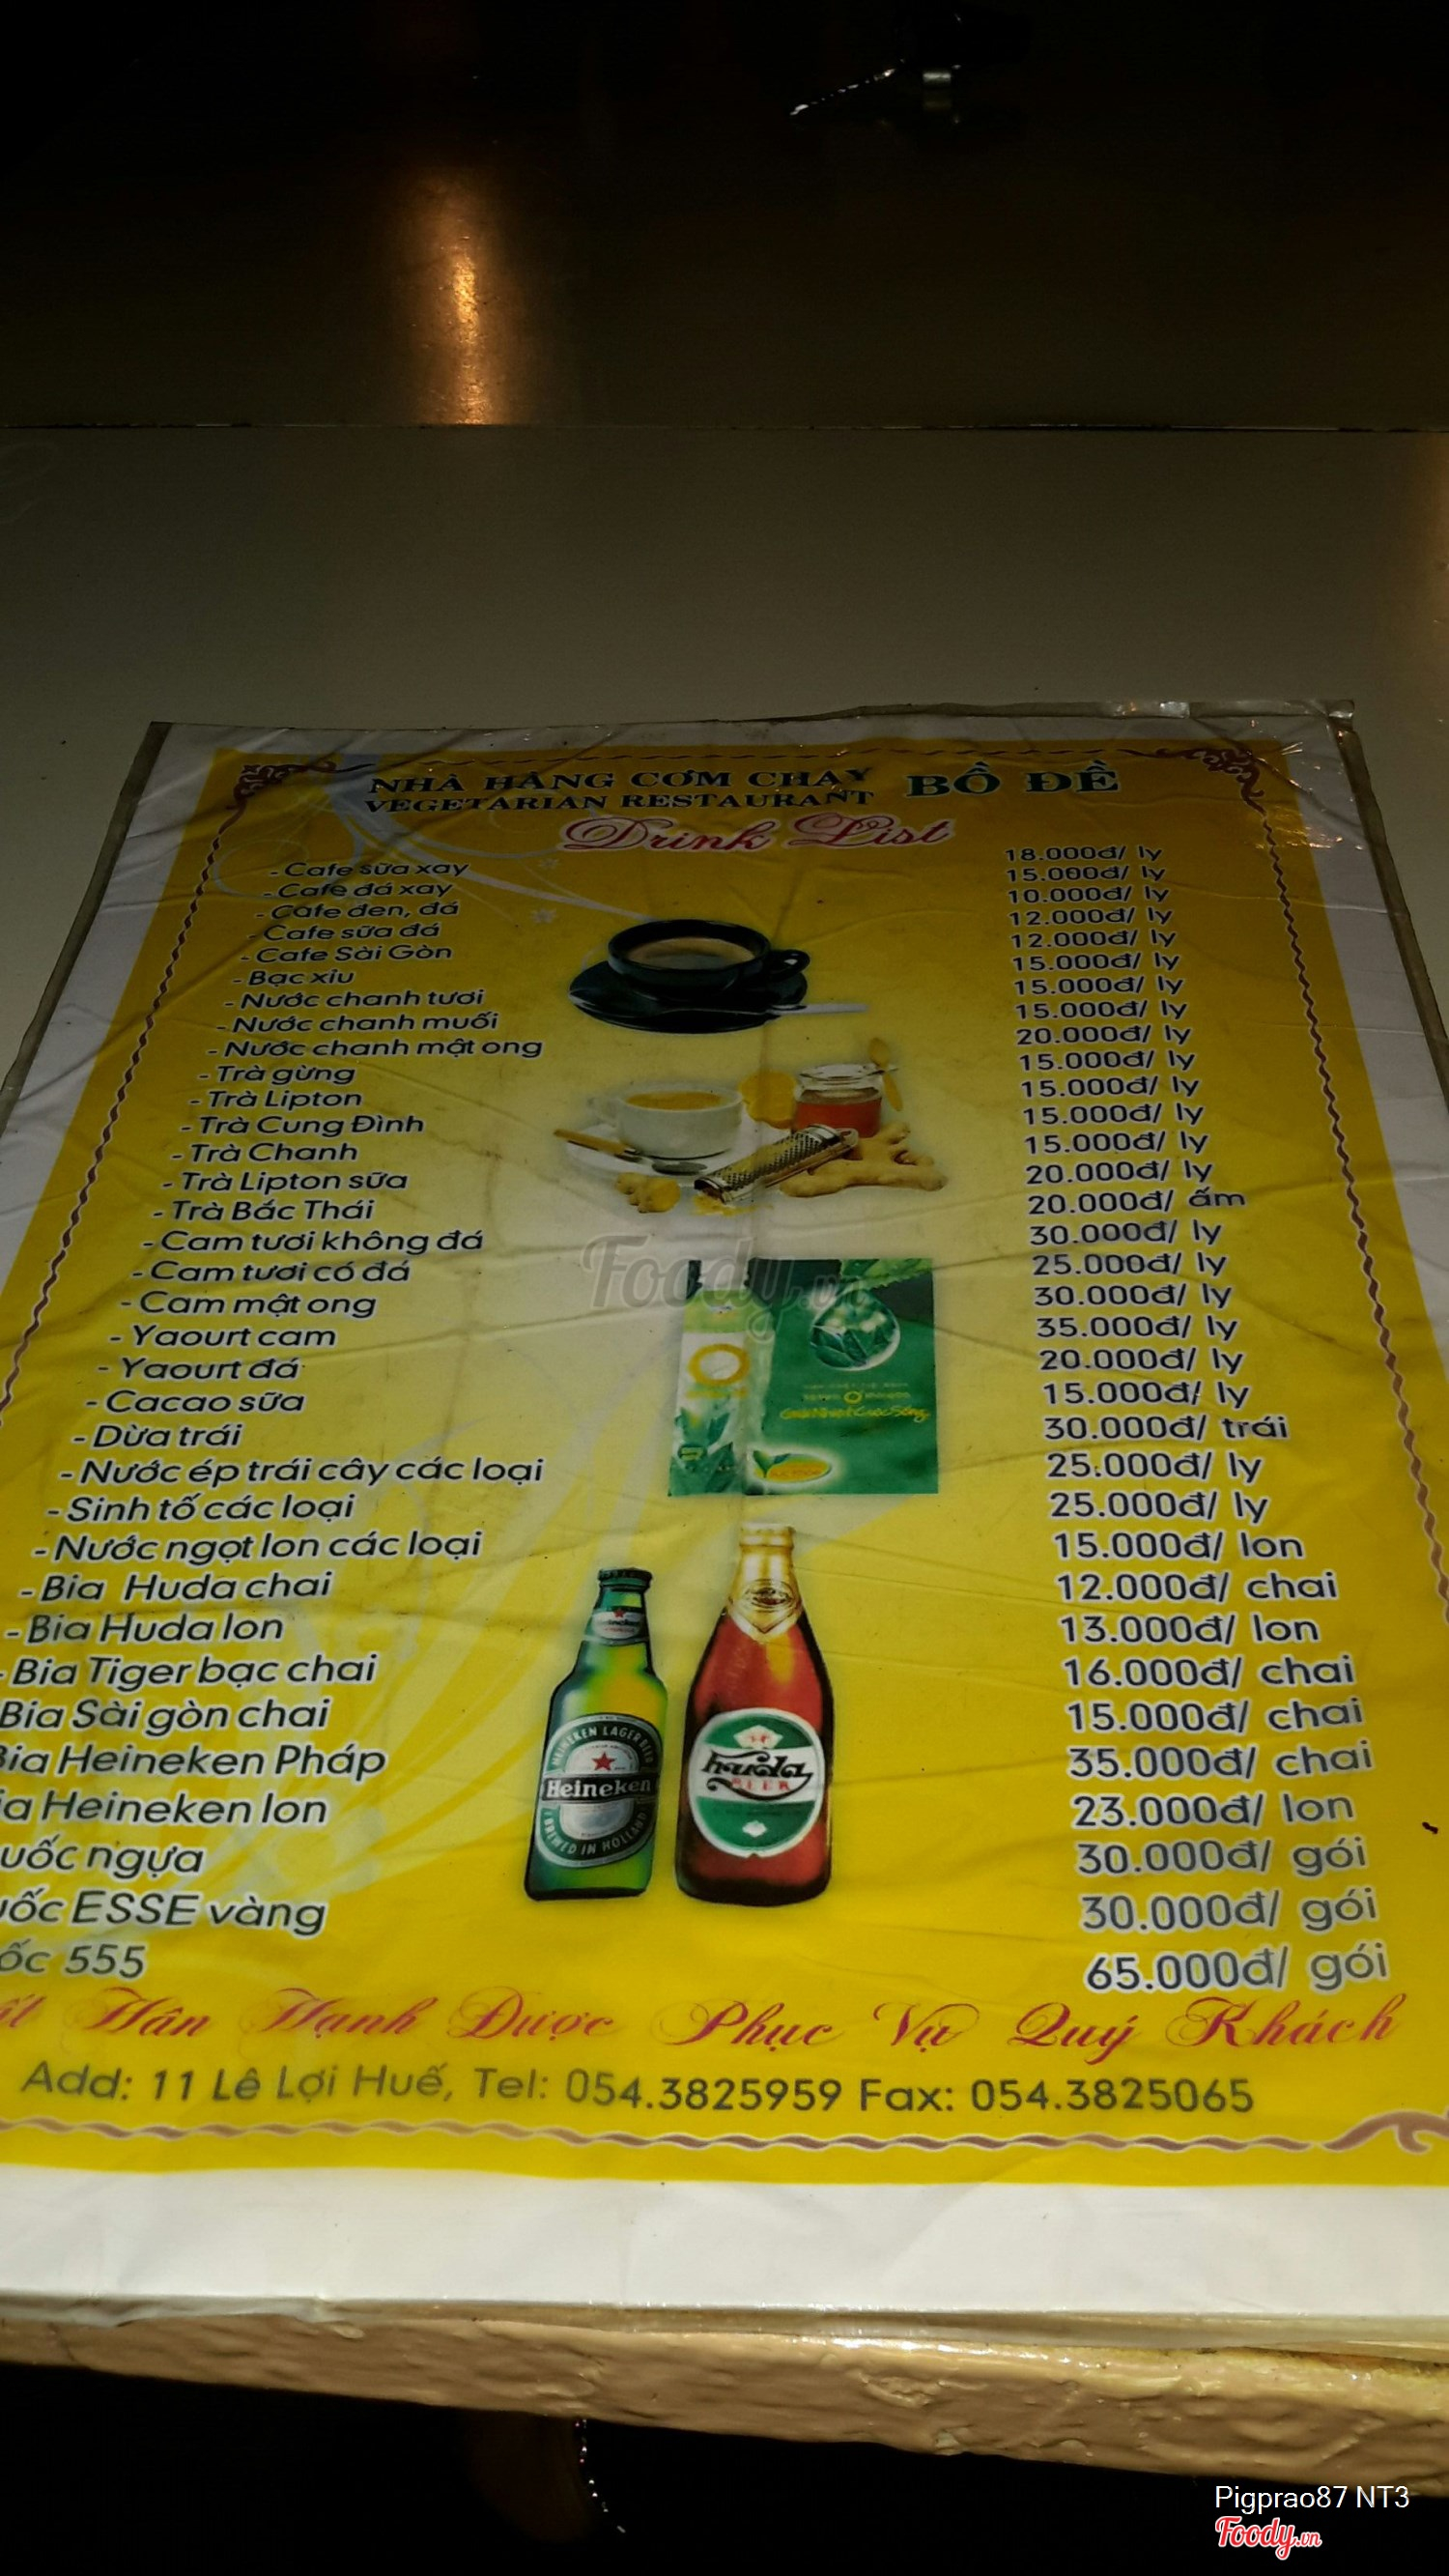 NHÀ HÀNG CƠM CHAY BỒ ĐỀ
VEGETARIAN RESTAURANT
Drink List
- Cafe sữa xay 18.000đ/ ly
- Cafe đá xay 15.000đ/ ly
- Cafe đen, đá 10.000đ/ ly
- Cafe sữa đá 12.000đ/ ly
- Cafe Sài Gòn 12.000đ/ ly
- Bạc xỉu 15.000đ/ ly
- Nước chanh tươi 15.000đ/ ly
- Nước chanh muối 15.000đ/ ly
- Nước chanh mật ong 20.000đ/ ly
- Trà gừng 15.000đ/ ly
- Trà Lipton 15.000đ/ ly
- Trà Cung Đình 15.000đ/ ly
- Trà Chanh 15.000đ/ ly
- Trà Lipton sữa 20.000đ/ ly
- Trà Bắc Thái 20.000đ/ ấm
- Cam tươi không đá 30.000đ/ ly
- Cam tươi có đá 25.000đ/ ly
- Cam mật ong 30.000đ/ ly
- Yaourt cam 35.000đ/ ly
- Yaourt đá 20.000đ/ ly
- Cacao sữa 15.000đ/ ly
- Dừa trái 30.000đ/ trái
- Nước ép trái cây các loại 25.000đ/ ly
- Sinh tố các loại 25.000đ/ ly
- Nước ngọt lon các loại 15.000đ/ lon
- Bia Huda chai 12.000đ/ chai
- Bia Huda lon 13.000đ/ lon
- Bia Tiger bạc chai 16.000đ/ chai
Bia Sài gòn chai 15.000đ/ chai
Bia Heineken Pháp 35.000đ/ chai
ia Heineken lon 23.000đ/ lon
uốc ngựa 30.000đ/ gói
uốc ESSE vàng 30.000đ/ gói
ốc 555 65.000đ/ gói
Hân Hạnh Được Phục Vụ Quý Khách
Add: 11 Lê Lợi Huế, Tel: 054.3825959 Fax: 054.3825065
Foody.vn
HEINEKEN LAGER BEER
Heineken
BREWED IN HOLLAND
Huda
BEER
Pigprao87 NT3
Foody.vn